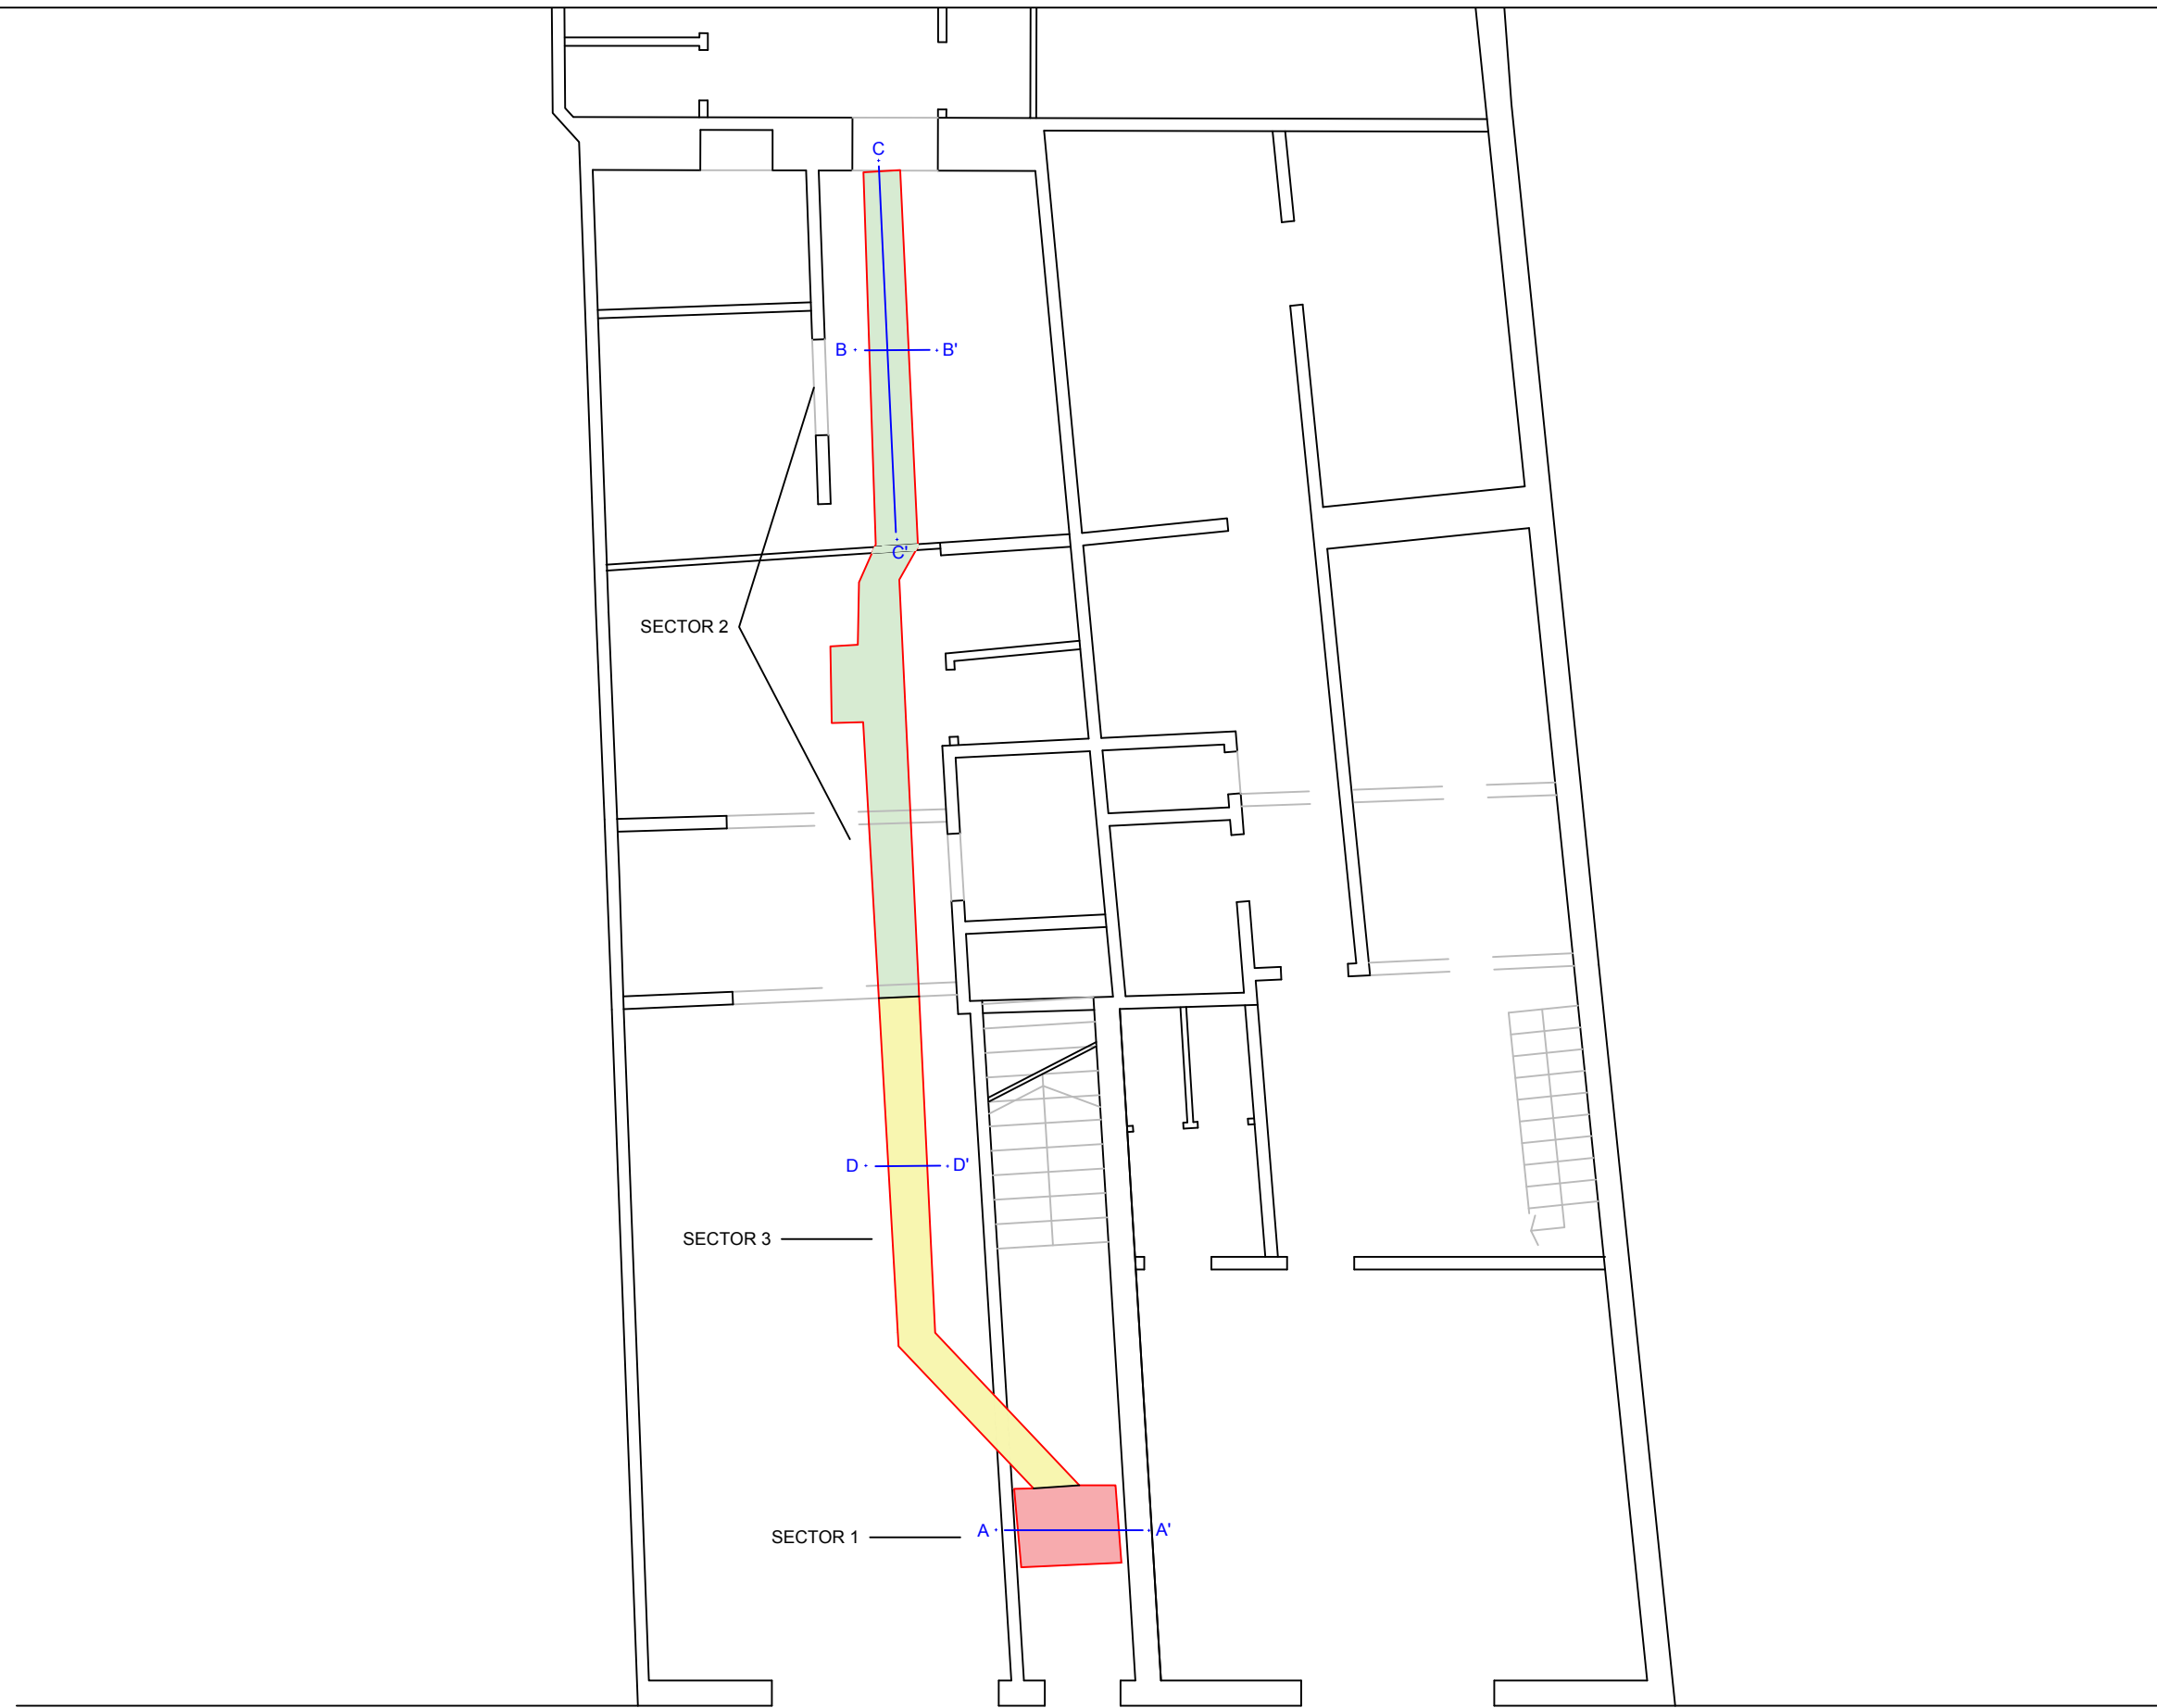 C
B B'
C'
SECTOR 2
D D'
SECTOR 3
A A'
SECTOR 1